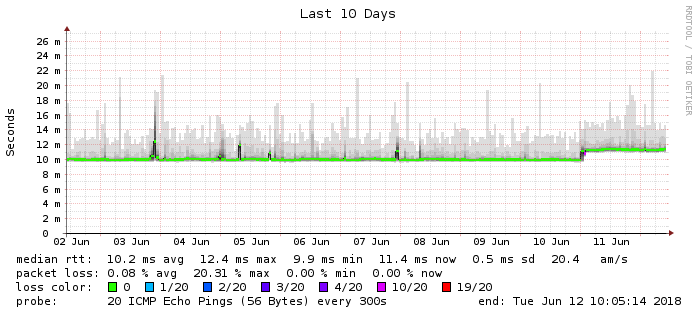 Last 10 Days
RRDTOOL / TOBI OETIKER
Seconds
26 m
24 m
22 m
20 m
18 m
16 m
14 m
12 m
10 m
8 m
6 m
4 m
2 m
0
02 Jun 03 Jun 04 Jun 05 Jun 06 Jun 07 Jun 08 Jun 09 Jun 10 Jun 11 Jun
median rtt: 10.2 ms avg 12.4 ms max 9.9 ms min 11.4 ms now 0.5 ms sd 20.4 am/s
packet loss: 0.08 % avg 20.31 % max 0.00 % min 0.00 % now
loss color: 0 1/20 2/20 3/20 4/20 10/20 19/20
probe: 20 ICMP Echo Pings (56 Bytes) every 300s end: Tue Jun 12 10:05:14 2018